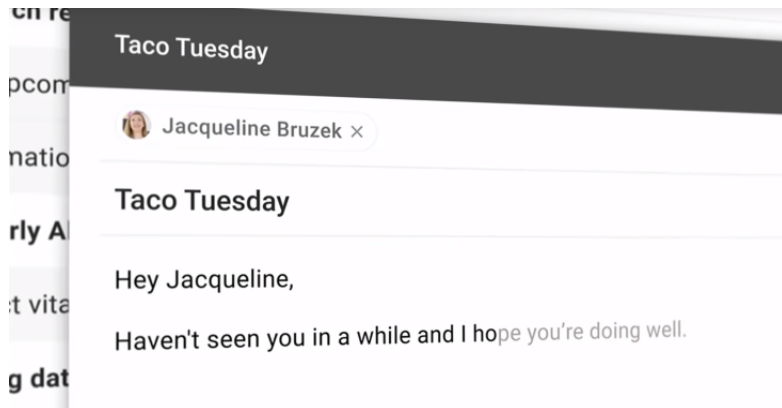 Taco Tuesday
Jacqueline Bruzek ×
Taco Tuesday
Hey Jacqueline,
Haven't seen you in a while and I hope you're doing well.